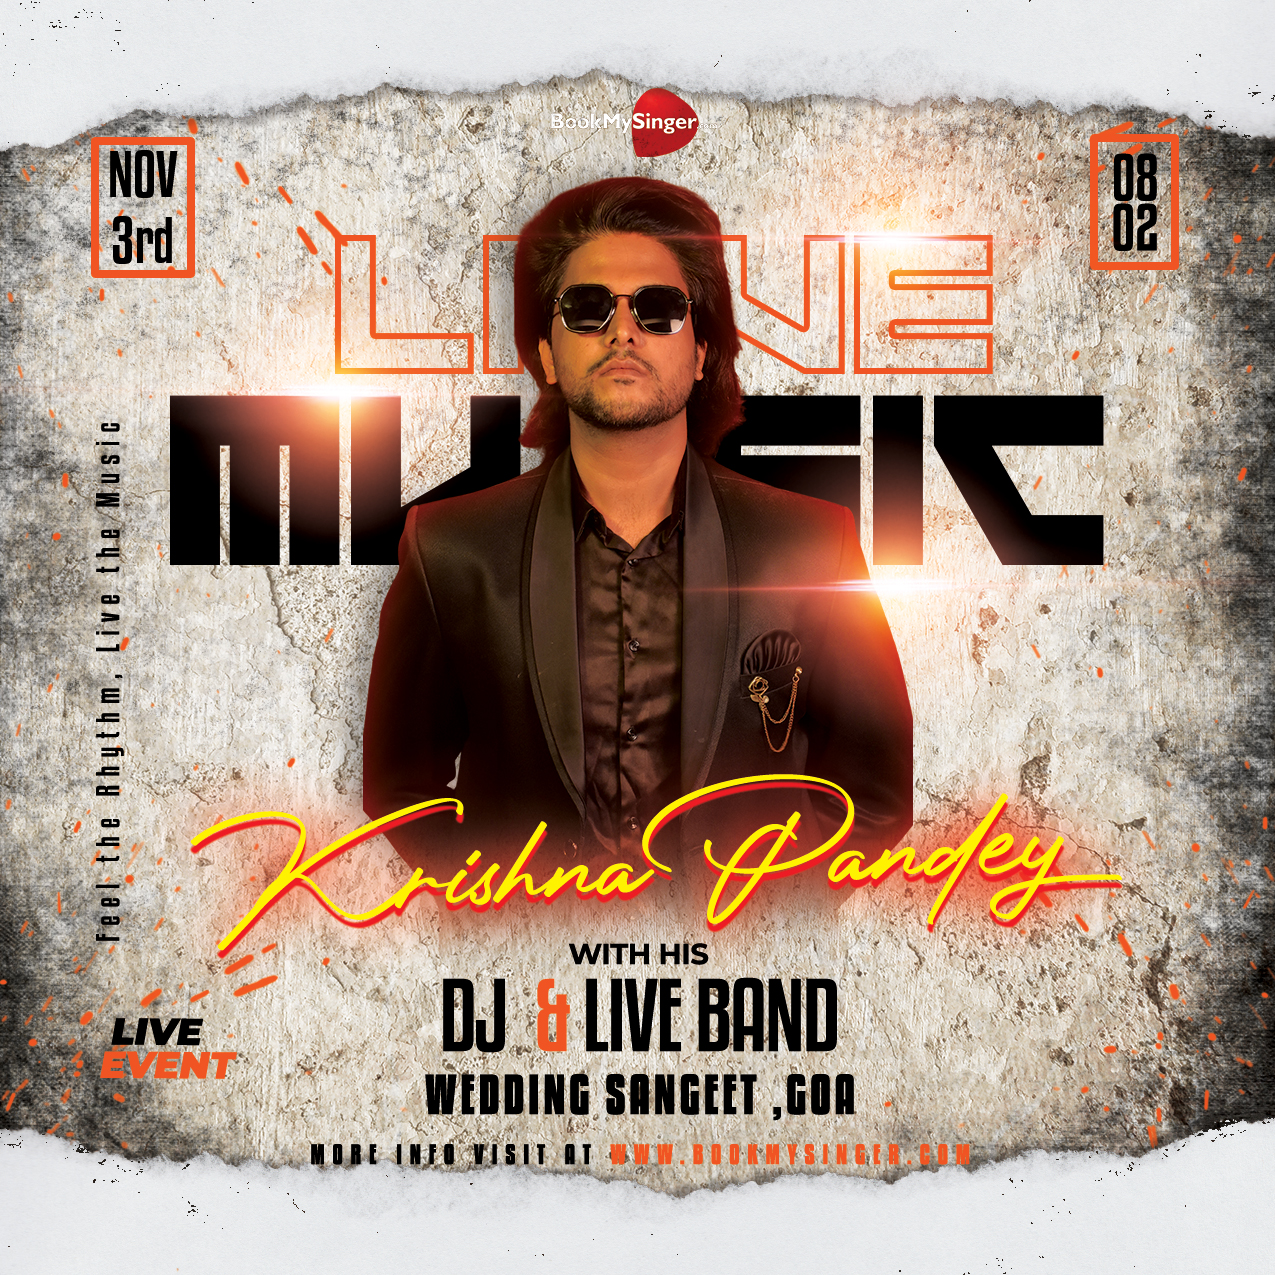 BookMySinger
NOV
3rd
08
02
LIVE
MUSIC
Feel the Rhythm, Live the Music
Krishna Pandey
WITH HIS
DJ & LIVE BAND
LIVE
EVENT
WEDDING SANGEET ,GOA
MORE INFO VISIT AT WWW.BOOKMYSINGER.COM